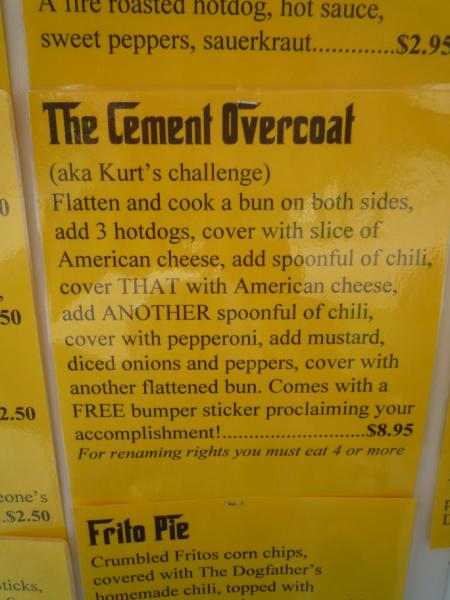 A fire roasted hotdog, hot sauce,
sweet peppers, sauerkraut.............$2.95
The Cement Overcoat
(aka Kurt's challenge)
Flatten and cook a bun on both sides,
add 3 hotdogs, cover with slice of
American cheese, add spoonful of chili,
cover THAT with American cheese,
add ANOTHER spoonful of chili,
cover with pepperoni, add mustard,
diced onions and peppers, cover with
another flattened bun. Comes with a
FREE bumper sticker proclaiming your
accomplishment!........................$8.95
For renaming rights you must eat 4 or more
Frito Pie
Crumbled Fritos corn chips,
covered with The Dogfather's
homemade chili, topped with
0
50
2.50
eone's
..$2.50
ticks,